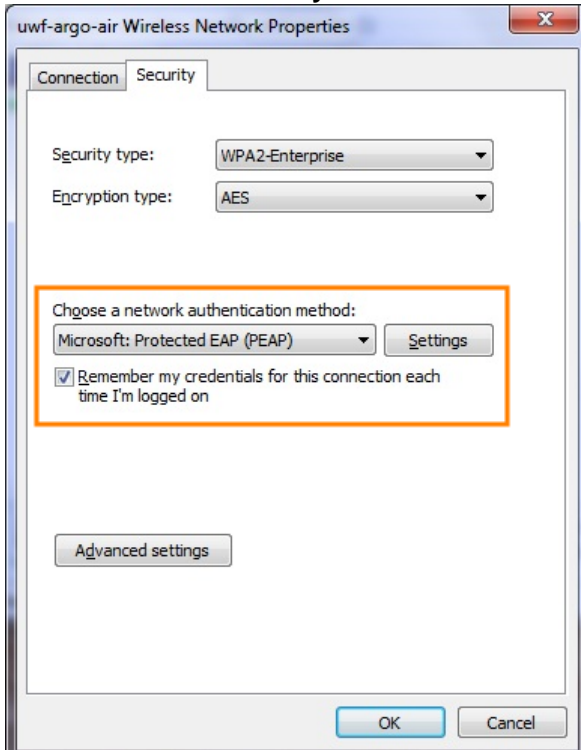 uwf-argo-air Wireless Network Properties
Connection Security
Security type: WPA2-Enterprise
Encryption type: AES
Choose a network authentication method:
Microsoft: Protected EAP (PEAP) Settings
Remember my credentials for this connection each
time I'm logged on
Advanced settings
OK Cancel